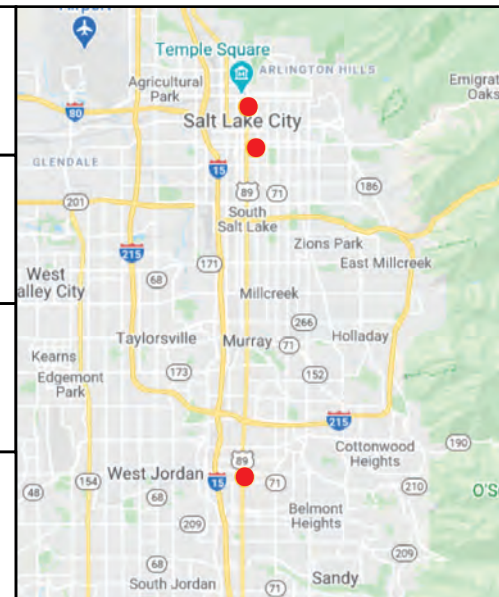 Airport
Temple Square
ARLINGTON HILLS
Agricultural
Park
Emigrat
Oaks
80
Salt Lake City
GLENDALE
15
89
71
186
201
South
Salt Lake
Zions Park
215
171
East Millcreek
West
alley City
68
Millcreek
266
Taylorsville
Murray
71
Holladay
Kearns
173
152
Edgemont
Park
215
Cottonwood
Heights
190
89
West Jordan
15
71
48
154
68
210
O'S
209
Belmont
Heights
209
68
Sandy
South Jordan
71